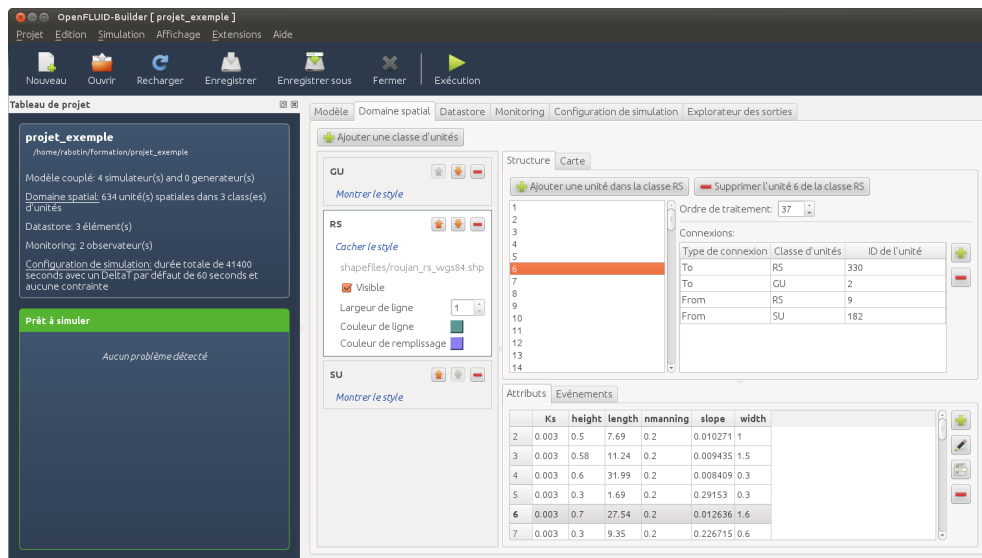 OpenFLUID-Builder [ projet_exemple ]
Projet Edition Simulation Affichage Extensions Aide
Nouveau Ouvrir Recharger Enregistrer Enregistrer sous Fermer Exécution
Tableau de projet
projet_exemple
/home/rabotin/formation/projet_exemple
Modèle couplé: 4 simulateur(s) and 0 generateur(s)
Domaine spatial: 634 unité(s) spatiales dans 3 class(es)
d'unités
Datastore: 3 élément(s)
Monitoring: 2 observateur(s)
Configuration de simulation: durée totale de 41400
seconds avec un DeltaT par défaut de 60 seconds et
aucune contrainte
Prêt à simuler
Aucun problème détecté
Modèle Domaine spatial Datastore Monitoring Configuration de simulation Explorateur des sorties
Ajouter une classe d'unités
GU
Montrer le style
RS
Cacher le style
shapefiles/roujan_rs_wgs84.shp
Visible
Largeur de ligne 1
Couleur de ligne
Couleur de remplissage
SU
Montrer le style
Structure Carte
Ajouter une unité dans la classe RS Supprimer l'unité 6 de la classe RS
1
2
3
4
5
6
7
8
9
10
11
12
13
14
Ordre de traitement: 37
Connexions:
Type de connexion Classe d'unités ID de l'unité
To RS 330
To GU 2
From RS 9
From SU 182
Attributs Evénements
Ks height length nmanning slope width
2 0.003 0.5 7.69 0.2 0.010271 1
3 0.003 0.58 11.24 0.2 0.009435 1.5
4 0.003 0.6 31.99 0.2 0.008409 0.3
5 0.003 0.3 1.69 0.2 0.29153 0.3
6 0.003 0.7 27.54 0.2 0.012636 1.6
7 0.003 0.3 9.35 0.2 0.226715 0.6